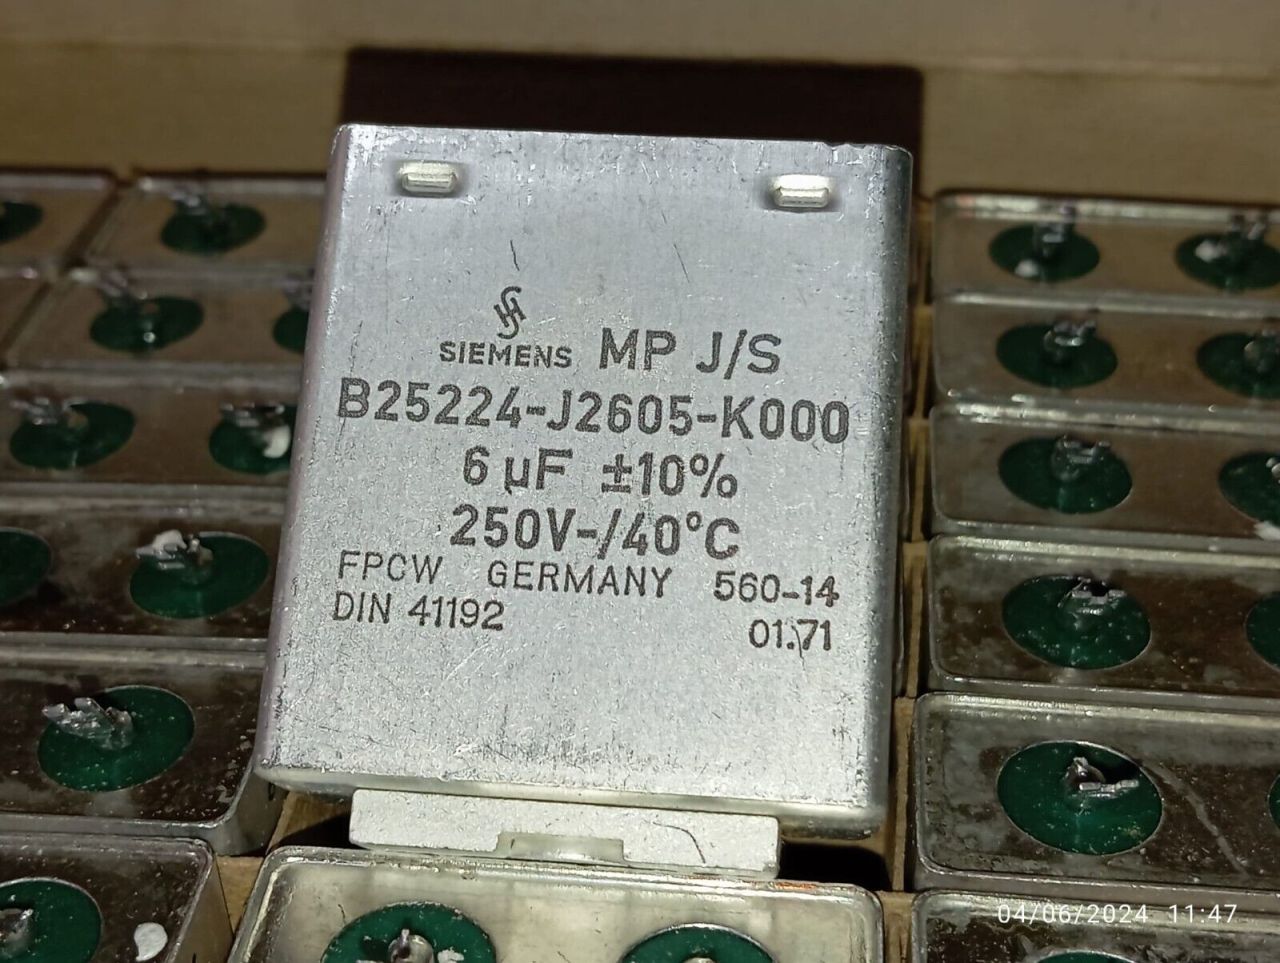 SIEMENS MP J/S
B25224-J2605-K000
6 µF ±10%
250V-/40°C
FPCW GERMANY 560-14
DIN 41192 01.71
04/06/2024 11:47